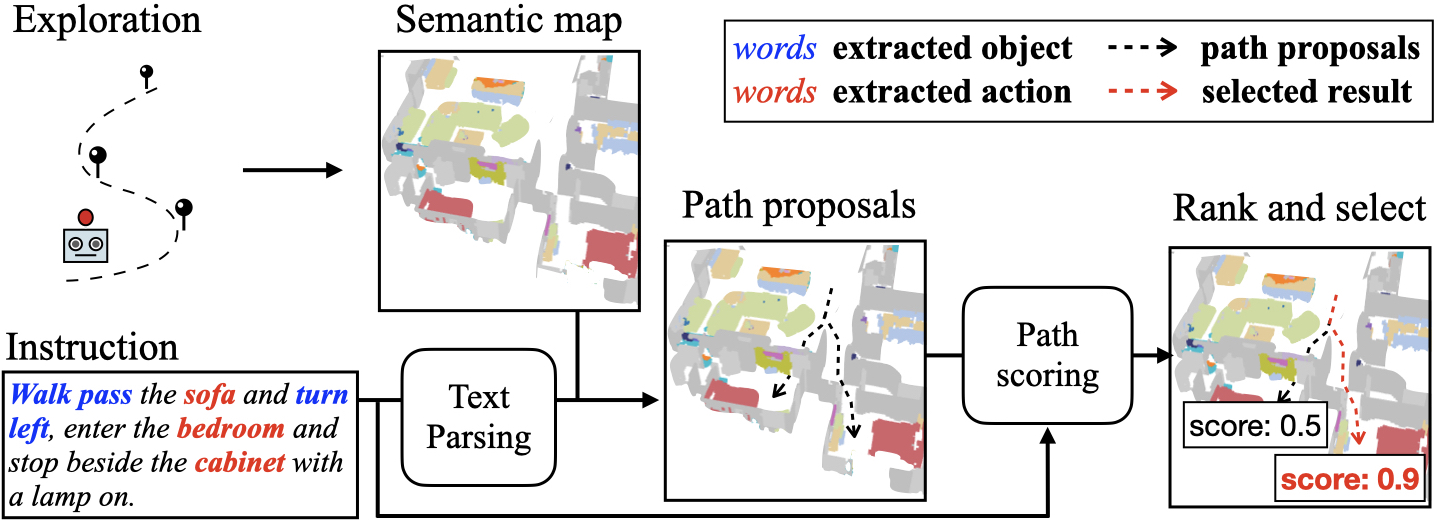 Exploration
Semantic map
words extracted object
path proposals
words extracted action
selected result
Path proposals
Rank and select
Instruction
Walk pass the sofa and turn
left, enter the bedroom and
stop beside the cabinet with
a lamp on.
Text
Parsing
Path
scoring
score: 0.5
score: 0.9